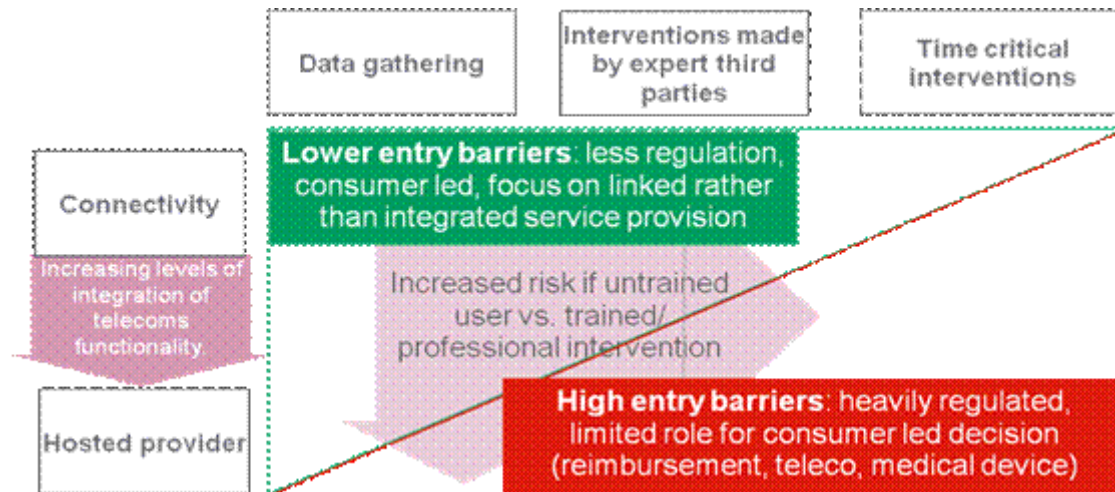 Data gathering
Interventions made
by expert third
parties
Time critical
interventions
Lower entry barriers: less regulation,
consumer led, focus on linked rather
than integrated service provision
Connectivity
Increasing levels of
integration of
telecoms
functionality.
Increased risk if untrained
user vs. trained/
professional intervention
Hosted provider
High entry barriers: heavily regulated,
limited role for consumer led decision
(reimbursement, teleco, medical device)